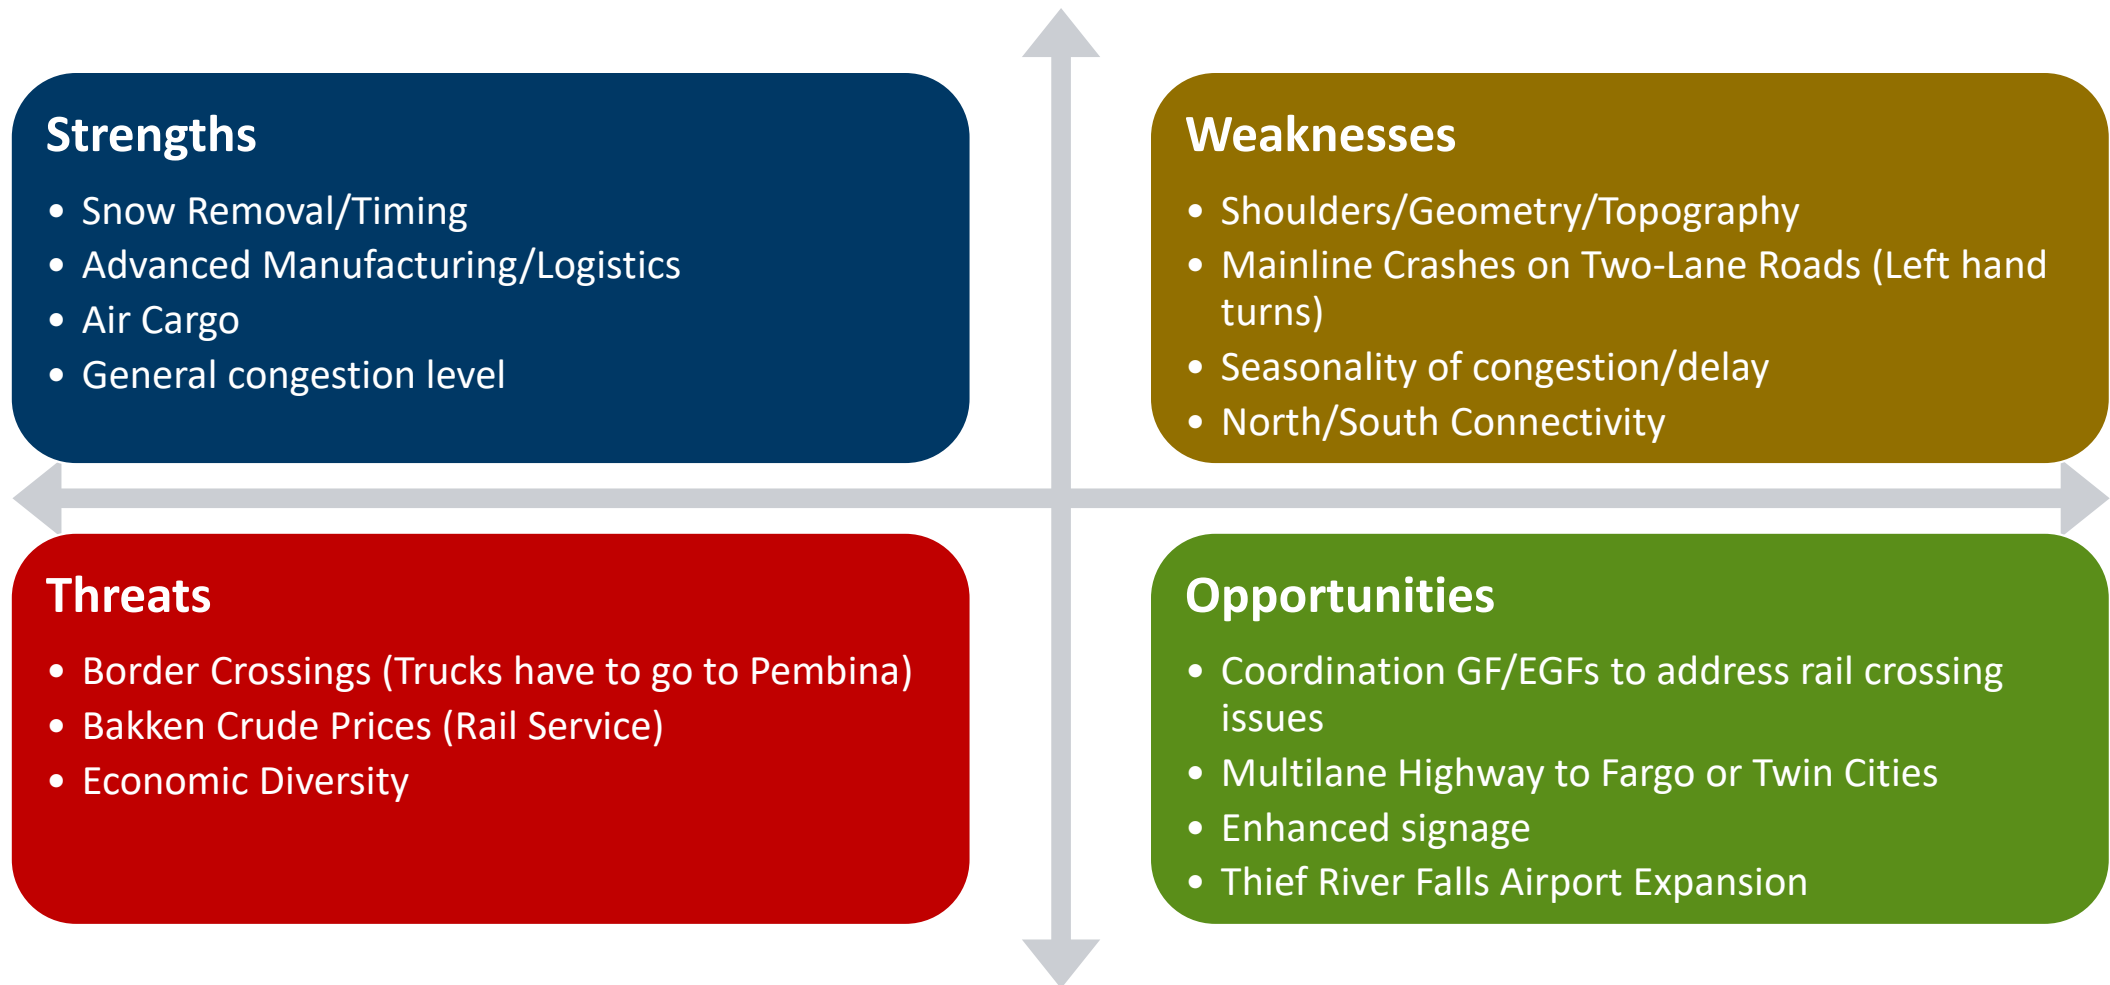 Strengths
• Snow Removal/Timing
• Advanced Manufacturing/Logistics
• Air Cargo
• General congestion level
Weaknesses
• Shoulders/Geometry/Topography
• Mainline Crashes on Two-Lane Roads (Left hand
turns)
• Seasonality of congestion/delay
• North/South Connectivity
Threats
• Border Crossings (Trucks have to go to Pembina)
• Bakken Crude Prices (Rail Service)
• Economic Diversity
Opportunities
• Coordination GF/EGFs to address rail crossing
issues
• Multilane Highway to Fargo or Twin Cities
• Enhanced signage
• Thief River Falls Airport Expansion